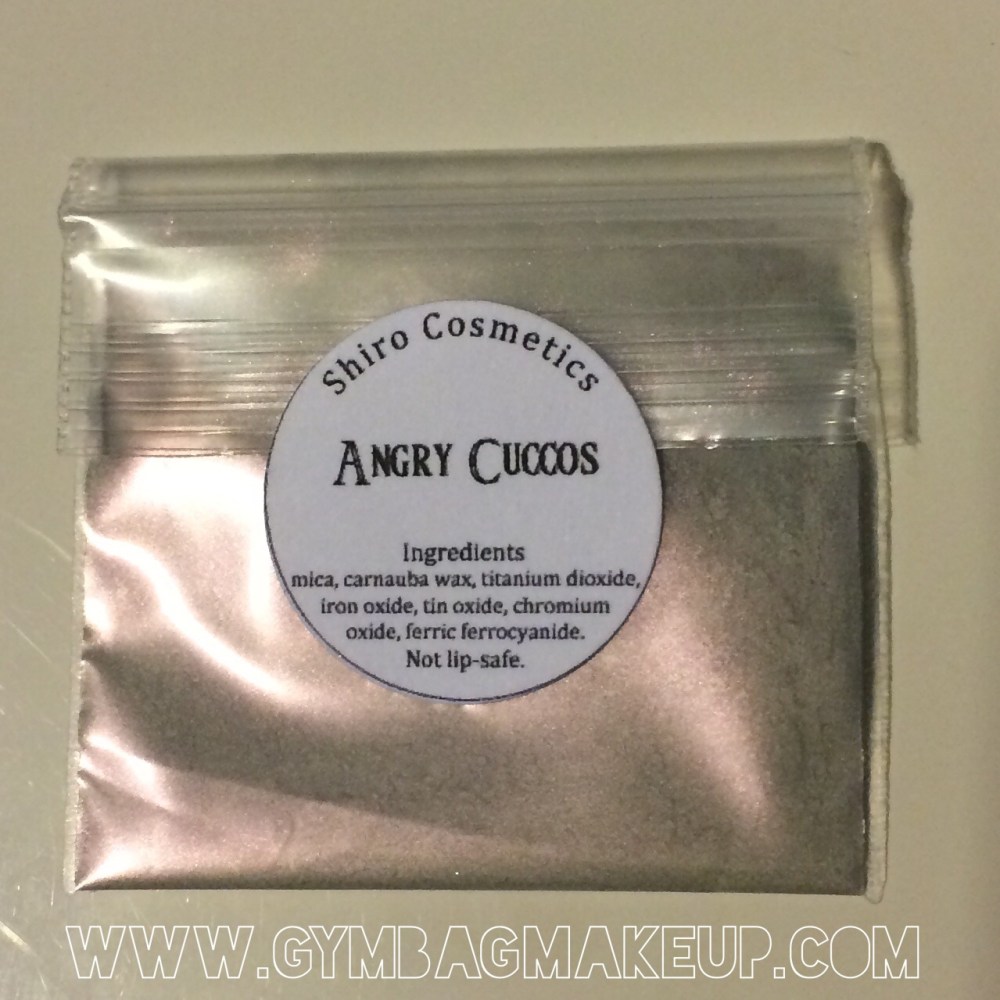 Shiro Cosmetics
Angry Cuccos
Ingredients
mica, carnauba wax, titanium dioxide,
iron oxide, tin oxide, chromium
oxide, ferric ferrocyanide.
Not lip-safe.
WWW.GYMBAGMAKEUP.COM